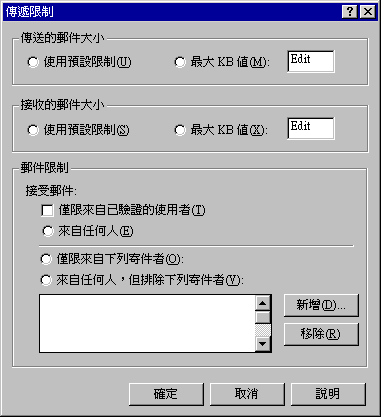 傳遞限制
傳送的郵件大小
使用預設限制(U) 最大 KB 值(M): Edit
接收的郵件大小
使用預設限制(S) 最大 KB 值(X): Edit
郵件限制
接受郵件:
僅限來自已驗證的使用者(I)
來自任何人(E)
僅限來自下列寄件者(O):
來自任何人，但排除下列寄件者(V):
新增(D)...
移除(R)
確定 取消 說明